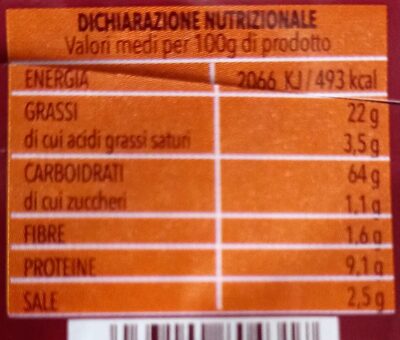 DICHIARAZIONE NUTRIZIONALE
Valori medi per 100g di prodotto
ENERGIA 2066 KJ / 493 kcal
GRASSI 22 g
di cui acidi grassi saturi 3,5 g
CARBOIDRATI 64 g
di cui zuccheri 1,1 g
FIBRE 1,6 g
PROTEINE 9,1 g
SALE 2,5 g